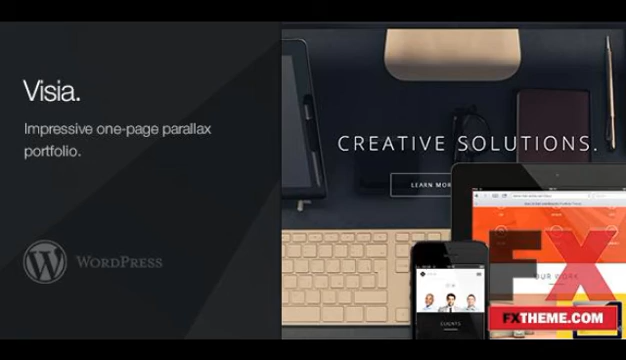 Visia.
Impressive one-page parallax
portfolio.
WORDPRESS
CREATIVE SOLUTIONS.
LEARN MOR
OUR WORK
CLIENTS
FX
FXTHEME.COM